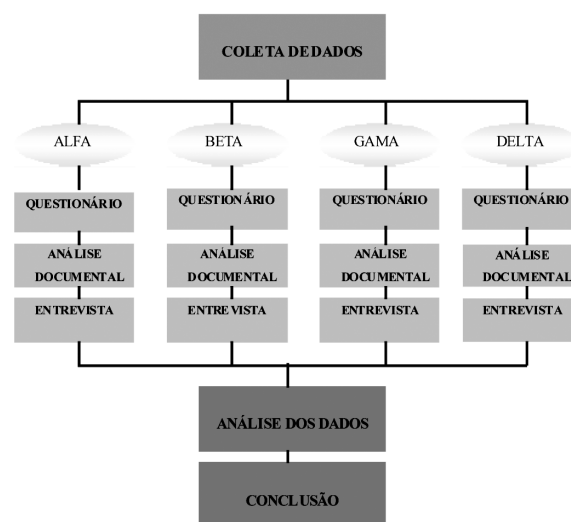 COLETA DE DADOS
ALFA
BETA
GAMA
DELTA
QUESTIONÁRIO
QUESTIONÁRIO
QUESTIONÁRIO
QUESTIONÁRIO
ANÁLISE
DOCUMENTAL
ANÁLISE
DOCUMENTAL
ANÁLISE
DOCUMENTAL
ANÁLISE
DOCUMENTAL
ENTREVISTA
ENTREVISTA
ENTREVISTA
ENTREVISTA
ANÁLISE DOS DADOS
CONCLUSÃO